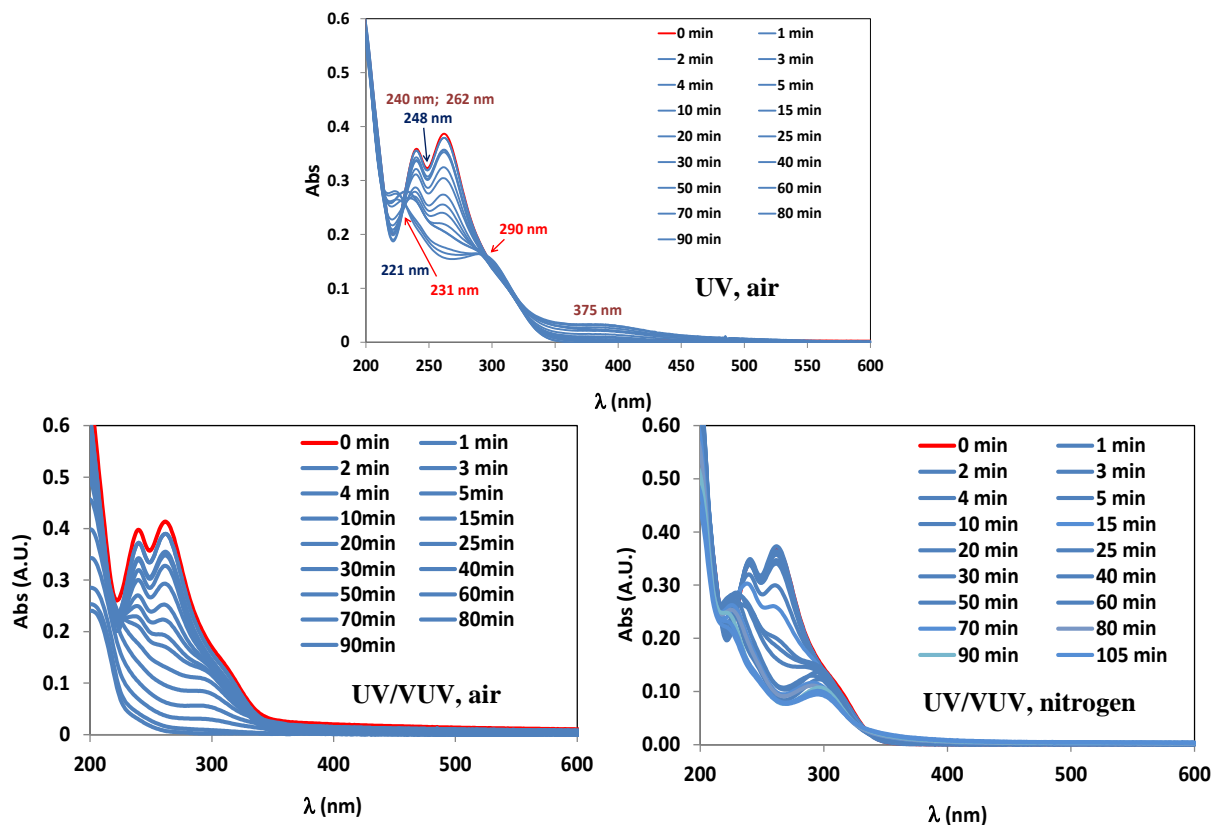 0.6
0.5
0.4
0.3
0.2
0.1
0
Abs
0 min 1 min
2 min 3 min
4 min 5 min
10 min 15 min
20 min 25 min
30 min 40 min
50 min 60 min
70 min 80 min
90 min
240 nm; 262 nm
248 nm
290 nm
221 nm
231 nm
375 nm
UV, air
200 250 300 350 400 450 500 550 600
λ (nm)
0.6
0.5
0.4
0.3
0.2
0.1
0
Abs (A.U.)
0 min 1 min
2 min 3 min
4 min 5min
10min 15min
20min 25min
30min 40min
50min 60min
70min 80min
90min
UV/VUV, air
200 300 400 500 600
λ (nm)
0.60
0.50
0.40
0.30
0.20
0.10
0.00
Abs (A.U.)
0 min 1 min
2 min 3 min
4 min 5 min
10 min 15 min
20 min 25 min
30 min 40 min
50 min 60 min
70 min 80 min
90 min 105 min
UV/VUV, nitrogen
200 300 400 500 600
λ (nm)